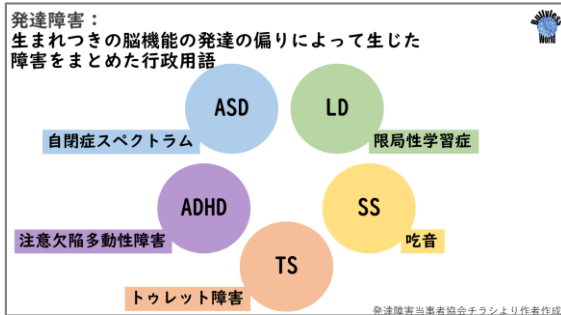 発達障害：
生まれつきの脳機能の発達の偏りによって生じた
障害をまとめた行政用語
Bullyless
World
ASD
LD
自閉症スペクトラム
限局性学習症
ADHD
SS
注意欠陥多動性障害
吃音
TS
トゥレット障害
発達障害当事者協会チラシより作者作成